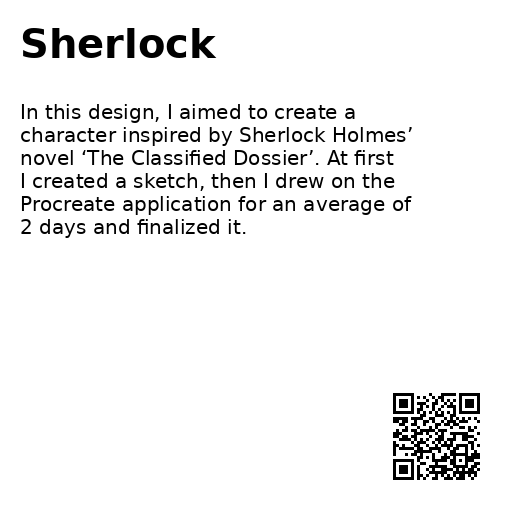 Sherlock
In this design, I aimed to create a
character inspired by Sherlock Holmes’
novel ‘The Classified Dossier’. At first
I created a sketch, then I drew on the
Procreate application for an average of
2 days and finalized it.